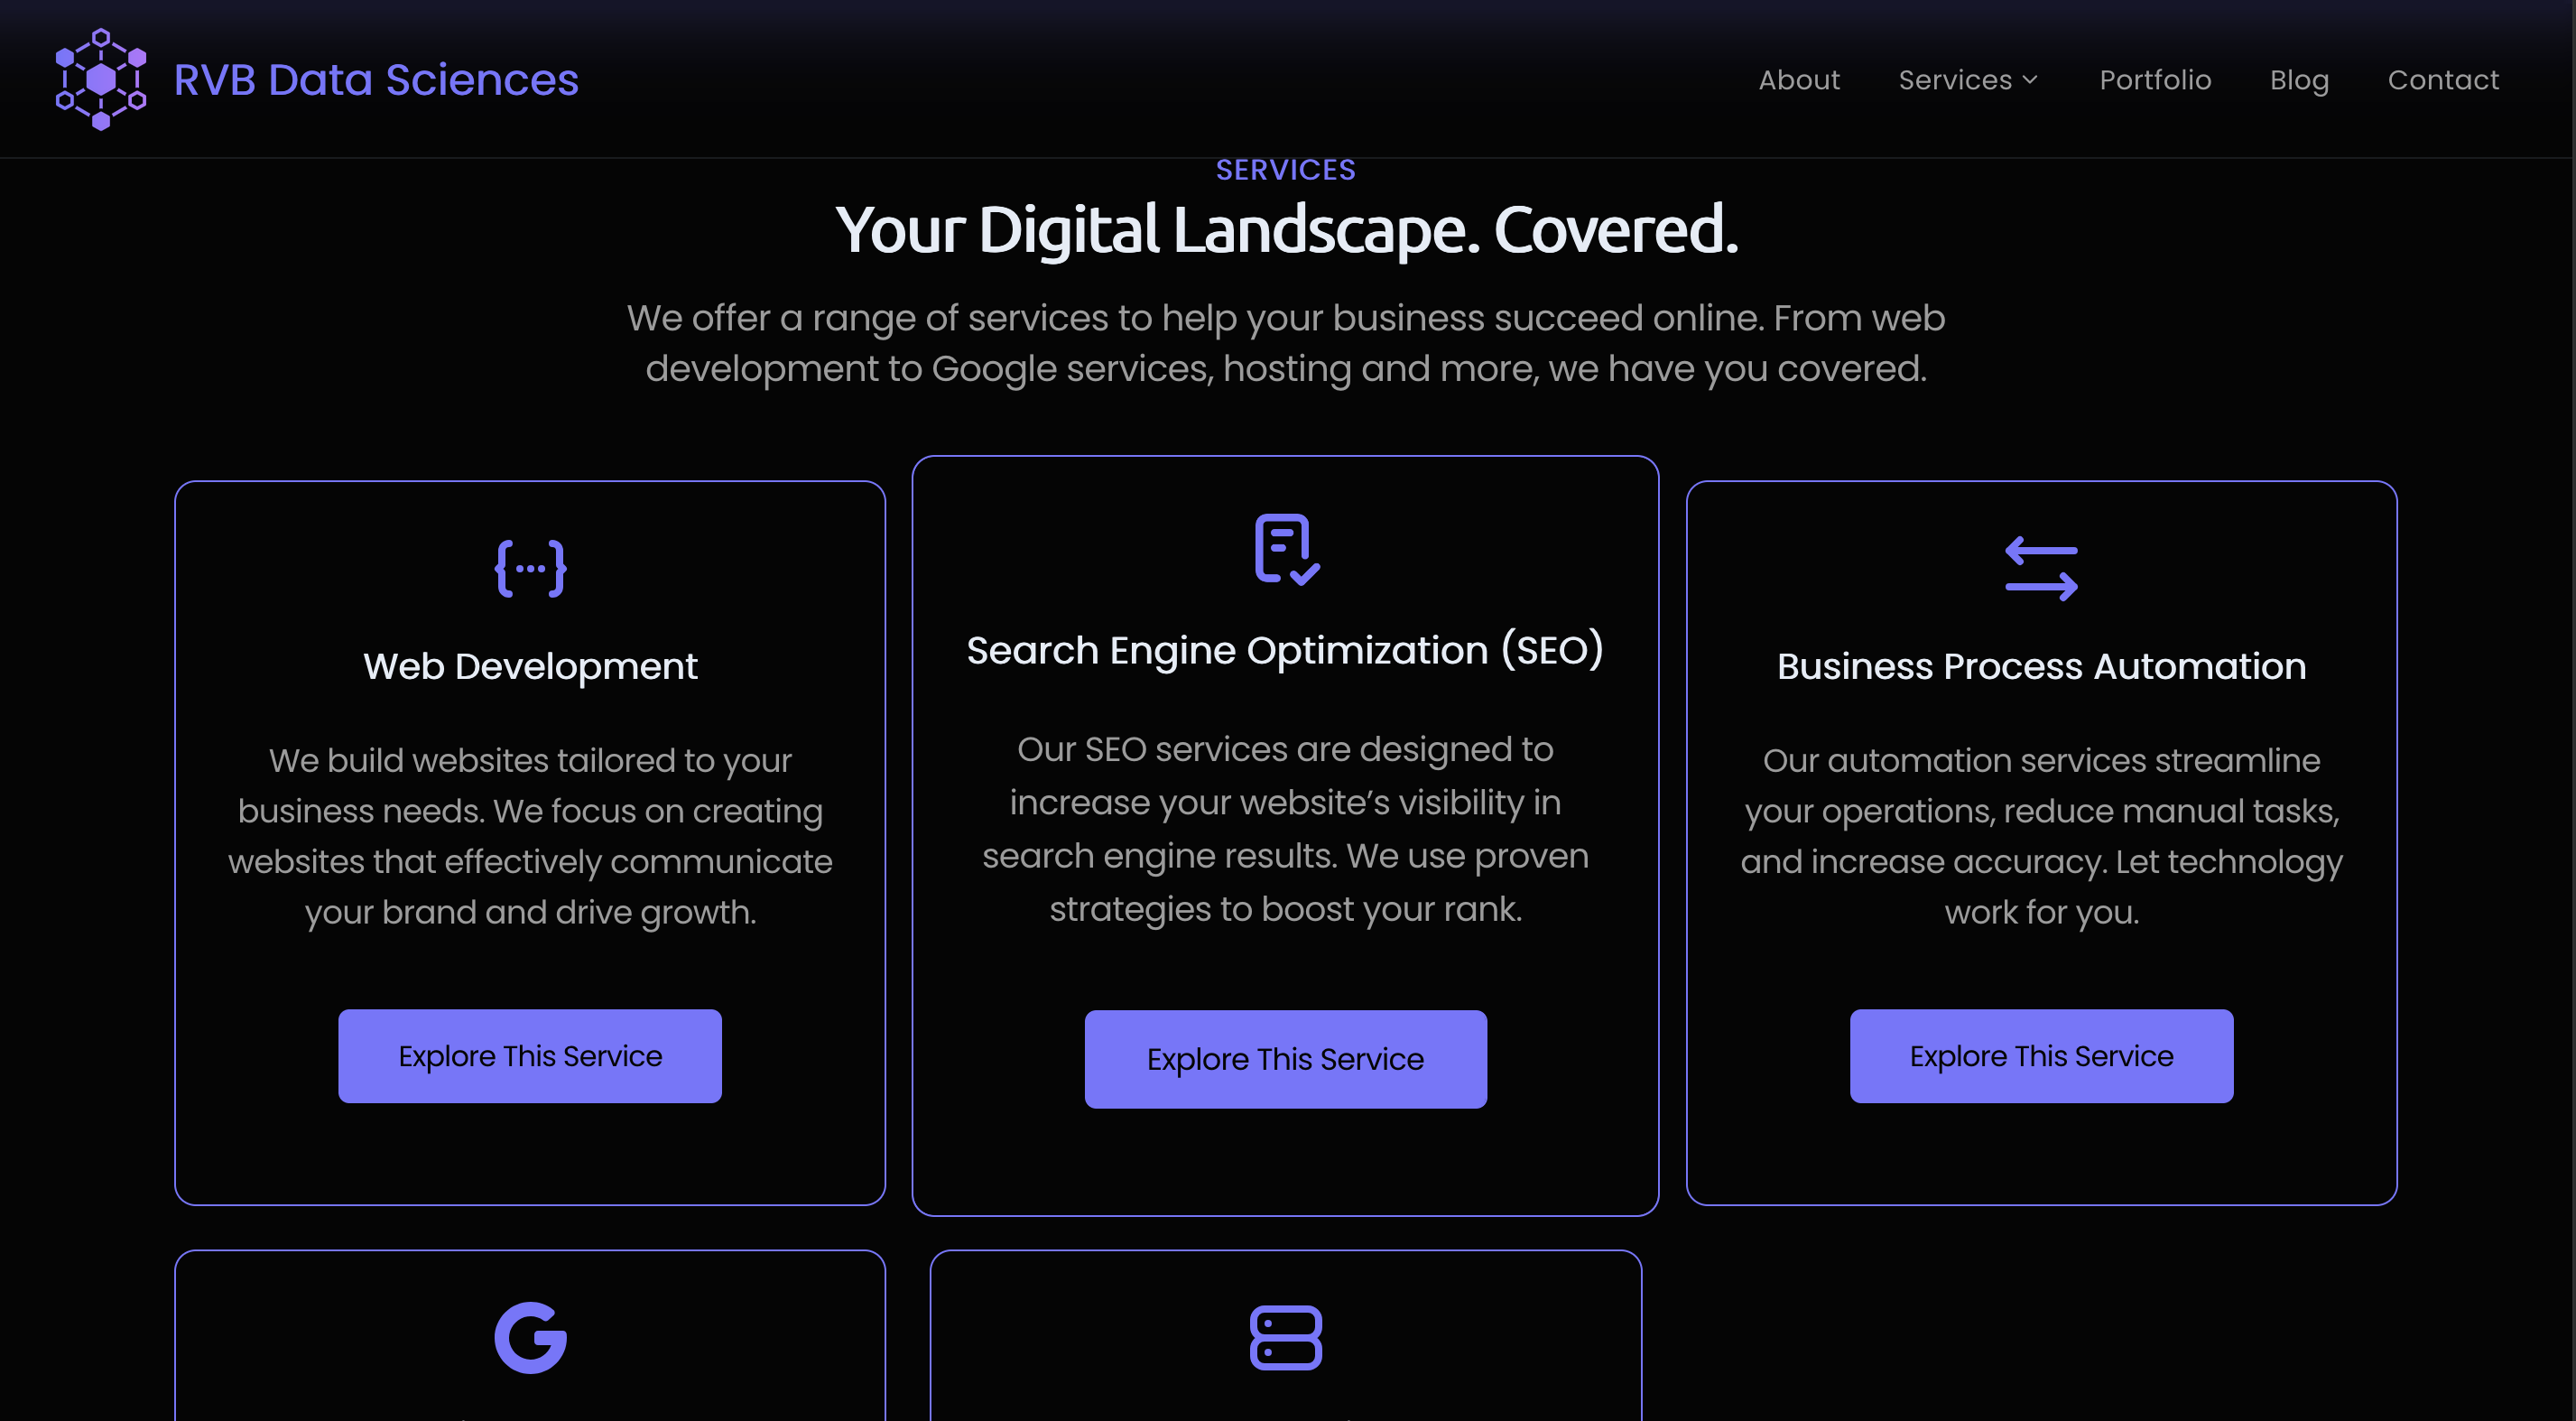 RVB Data Sciences
About
Services
Portfolio
Blog
Contact
SERVICES
Your Digital Landscape. Covered.
We offer a range of services to help your business succeed online. From web
development to Google services, hosting and more, we have you covered.
Web Development
We build websites tailored to your
business needs. We focus on creating
websites that effectively communicate
your brand and drive growth.
Explore This Service
Search Engine Optimization (SEO)
Our SEO services are designed to
increase your website’s visibility in
search engine results. We use proven
strategies to boost your rank.
Explore This Service
Business Process Automation
Our automation services streamline
your operations, reduce manual tasks,
and increase accuracy. Let technology
work for you.
Explore This Service